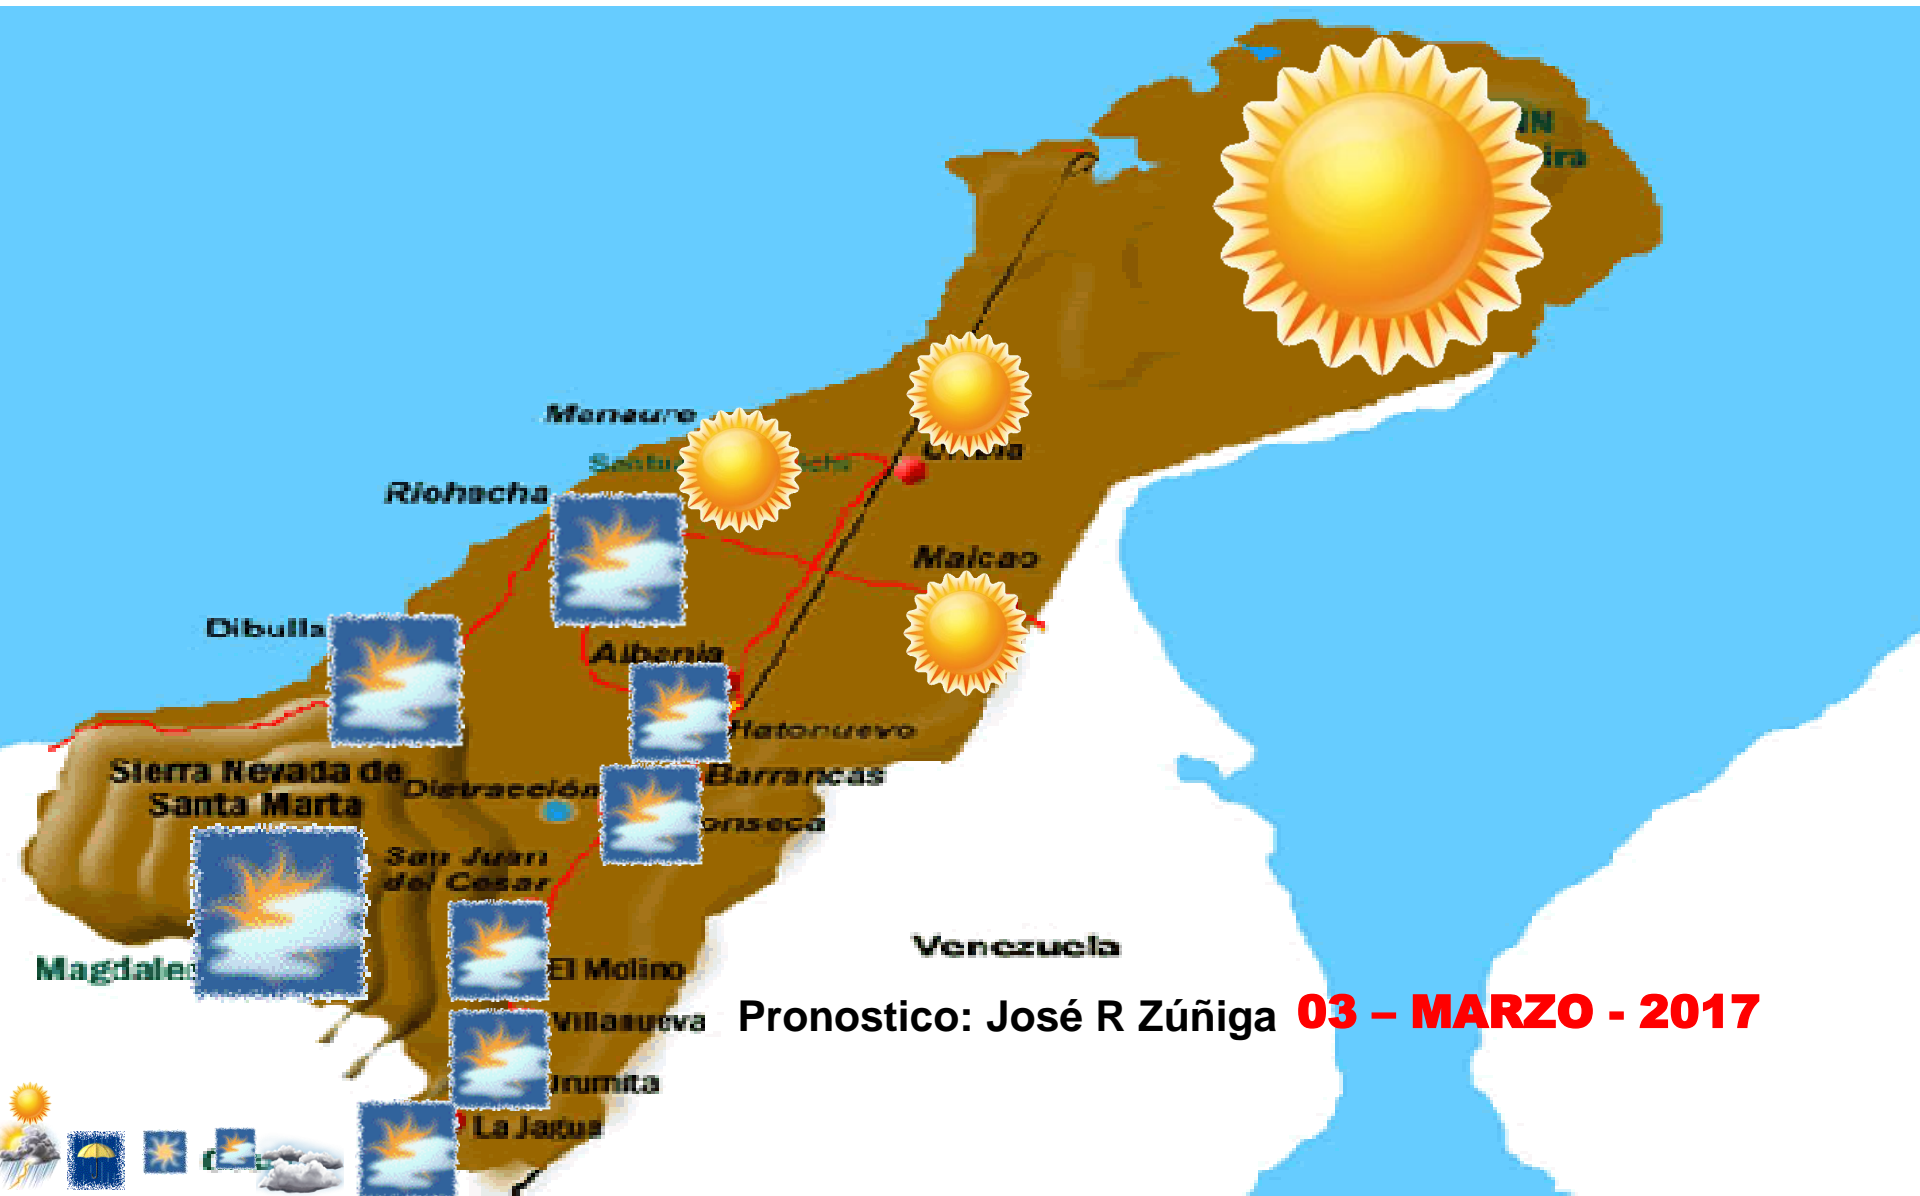 Manaure
Riohacha
Maicao
Dibulla
Albania
Hatonuevo
Sierra Nevada de
Santa Marta
Distracción
Barrancas
San Juan
del Cesar
Venezuela
El Molino
Pronostico: José R Zúñiga 03 – MARZO - 2017
Villanueva
La Jagua